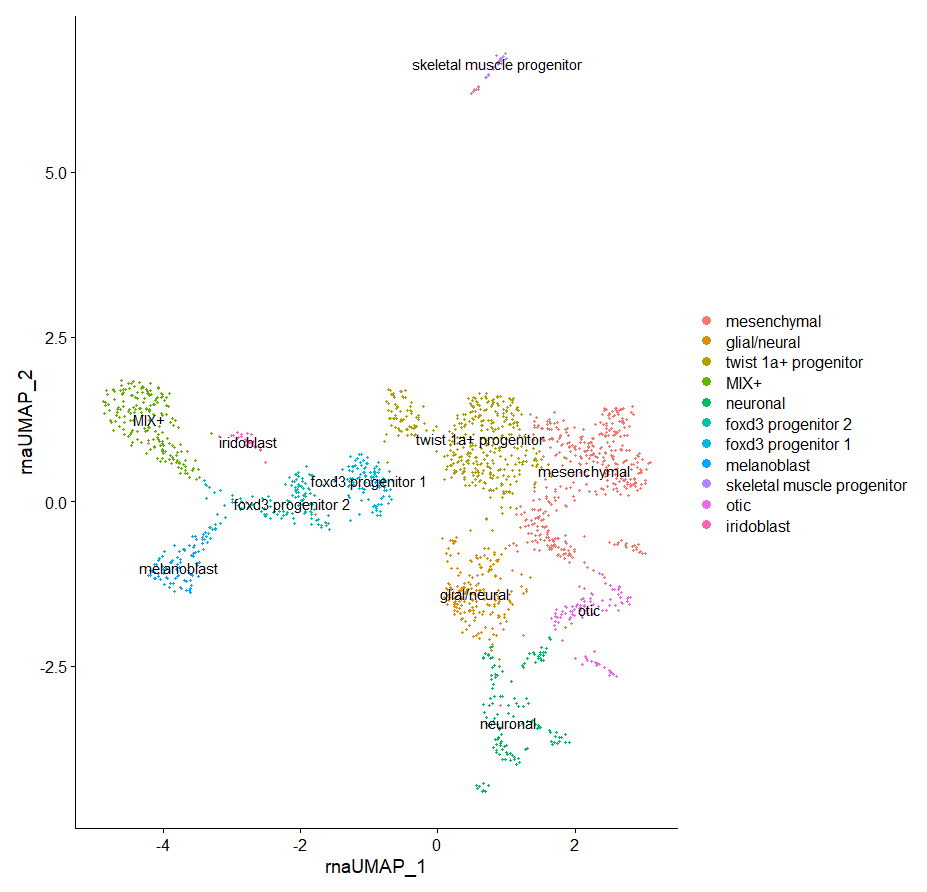 skeletal muscle progenitor
5.0
2.5
0.0
-2.5
rnaUMAP_2
MIX+
iridoblast
twist 1a+ progenitor
mesenchymal
foxd3 progenitor 1
foxd3 progenitor 2
melanoblast
glial/neural
otic
neuronal
-4
-2
0
2
rnaUMAP_1
mesenchymal
glial/neural
twist 1a+ progenitor
MIX+
neuronal
foxd3 progenitor 2
foxd3 progenitor 1
melanoblast
skeletal muscle progenitor
otic
iridoblast